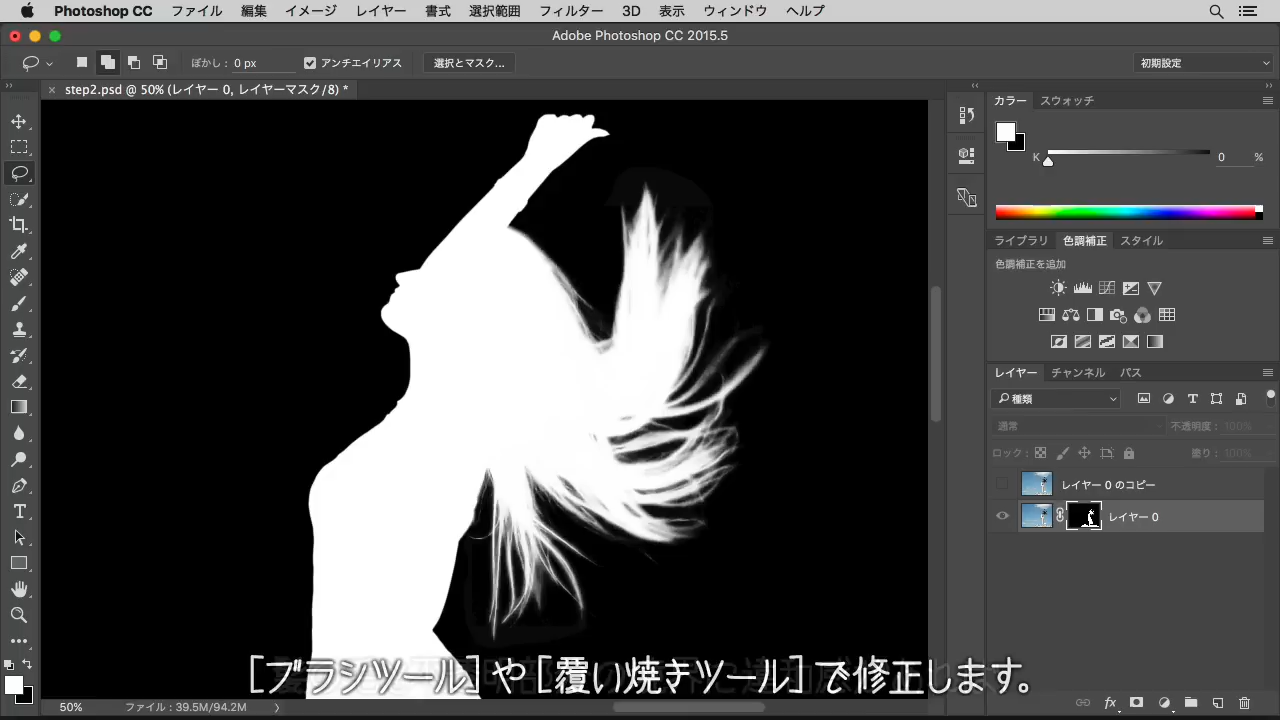 Photoshop CC ファイル 編集 イメージ レイヤー 書式 選択範囲 フィルター 3D 表示 ウィンドウ ヘルプ
Adobe Photoshop CC 2015.5
ぼかし : 0 px アンチエイリアス 選択とマスク... 初期設定
step2.psd @ 50% (レイヤー 0, レイヤーマスク/8) *
カラー スウォッチ
K 0 %
ライブラリ 色調補正 スタイル
色調補正を追加
レイヤー チャンネル パス
種類
通常 不透明度 : 100%
ロック : 塗り : 100%
レイヤー 0 のコピー
レイヤー 0
[ブラシツール]や[覆い焼きツール]で修正します。
50% ファイル : 39.5M/94.2M
fx